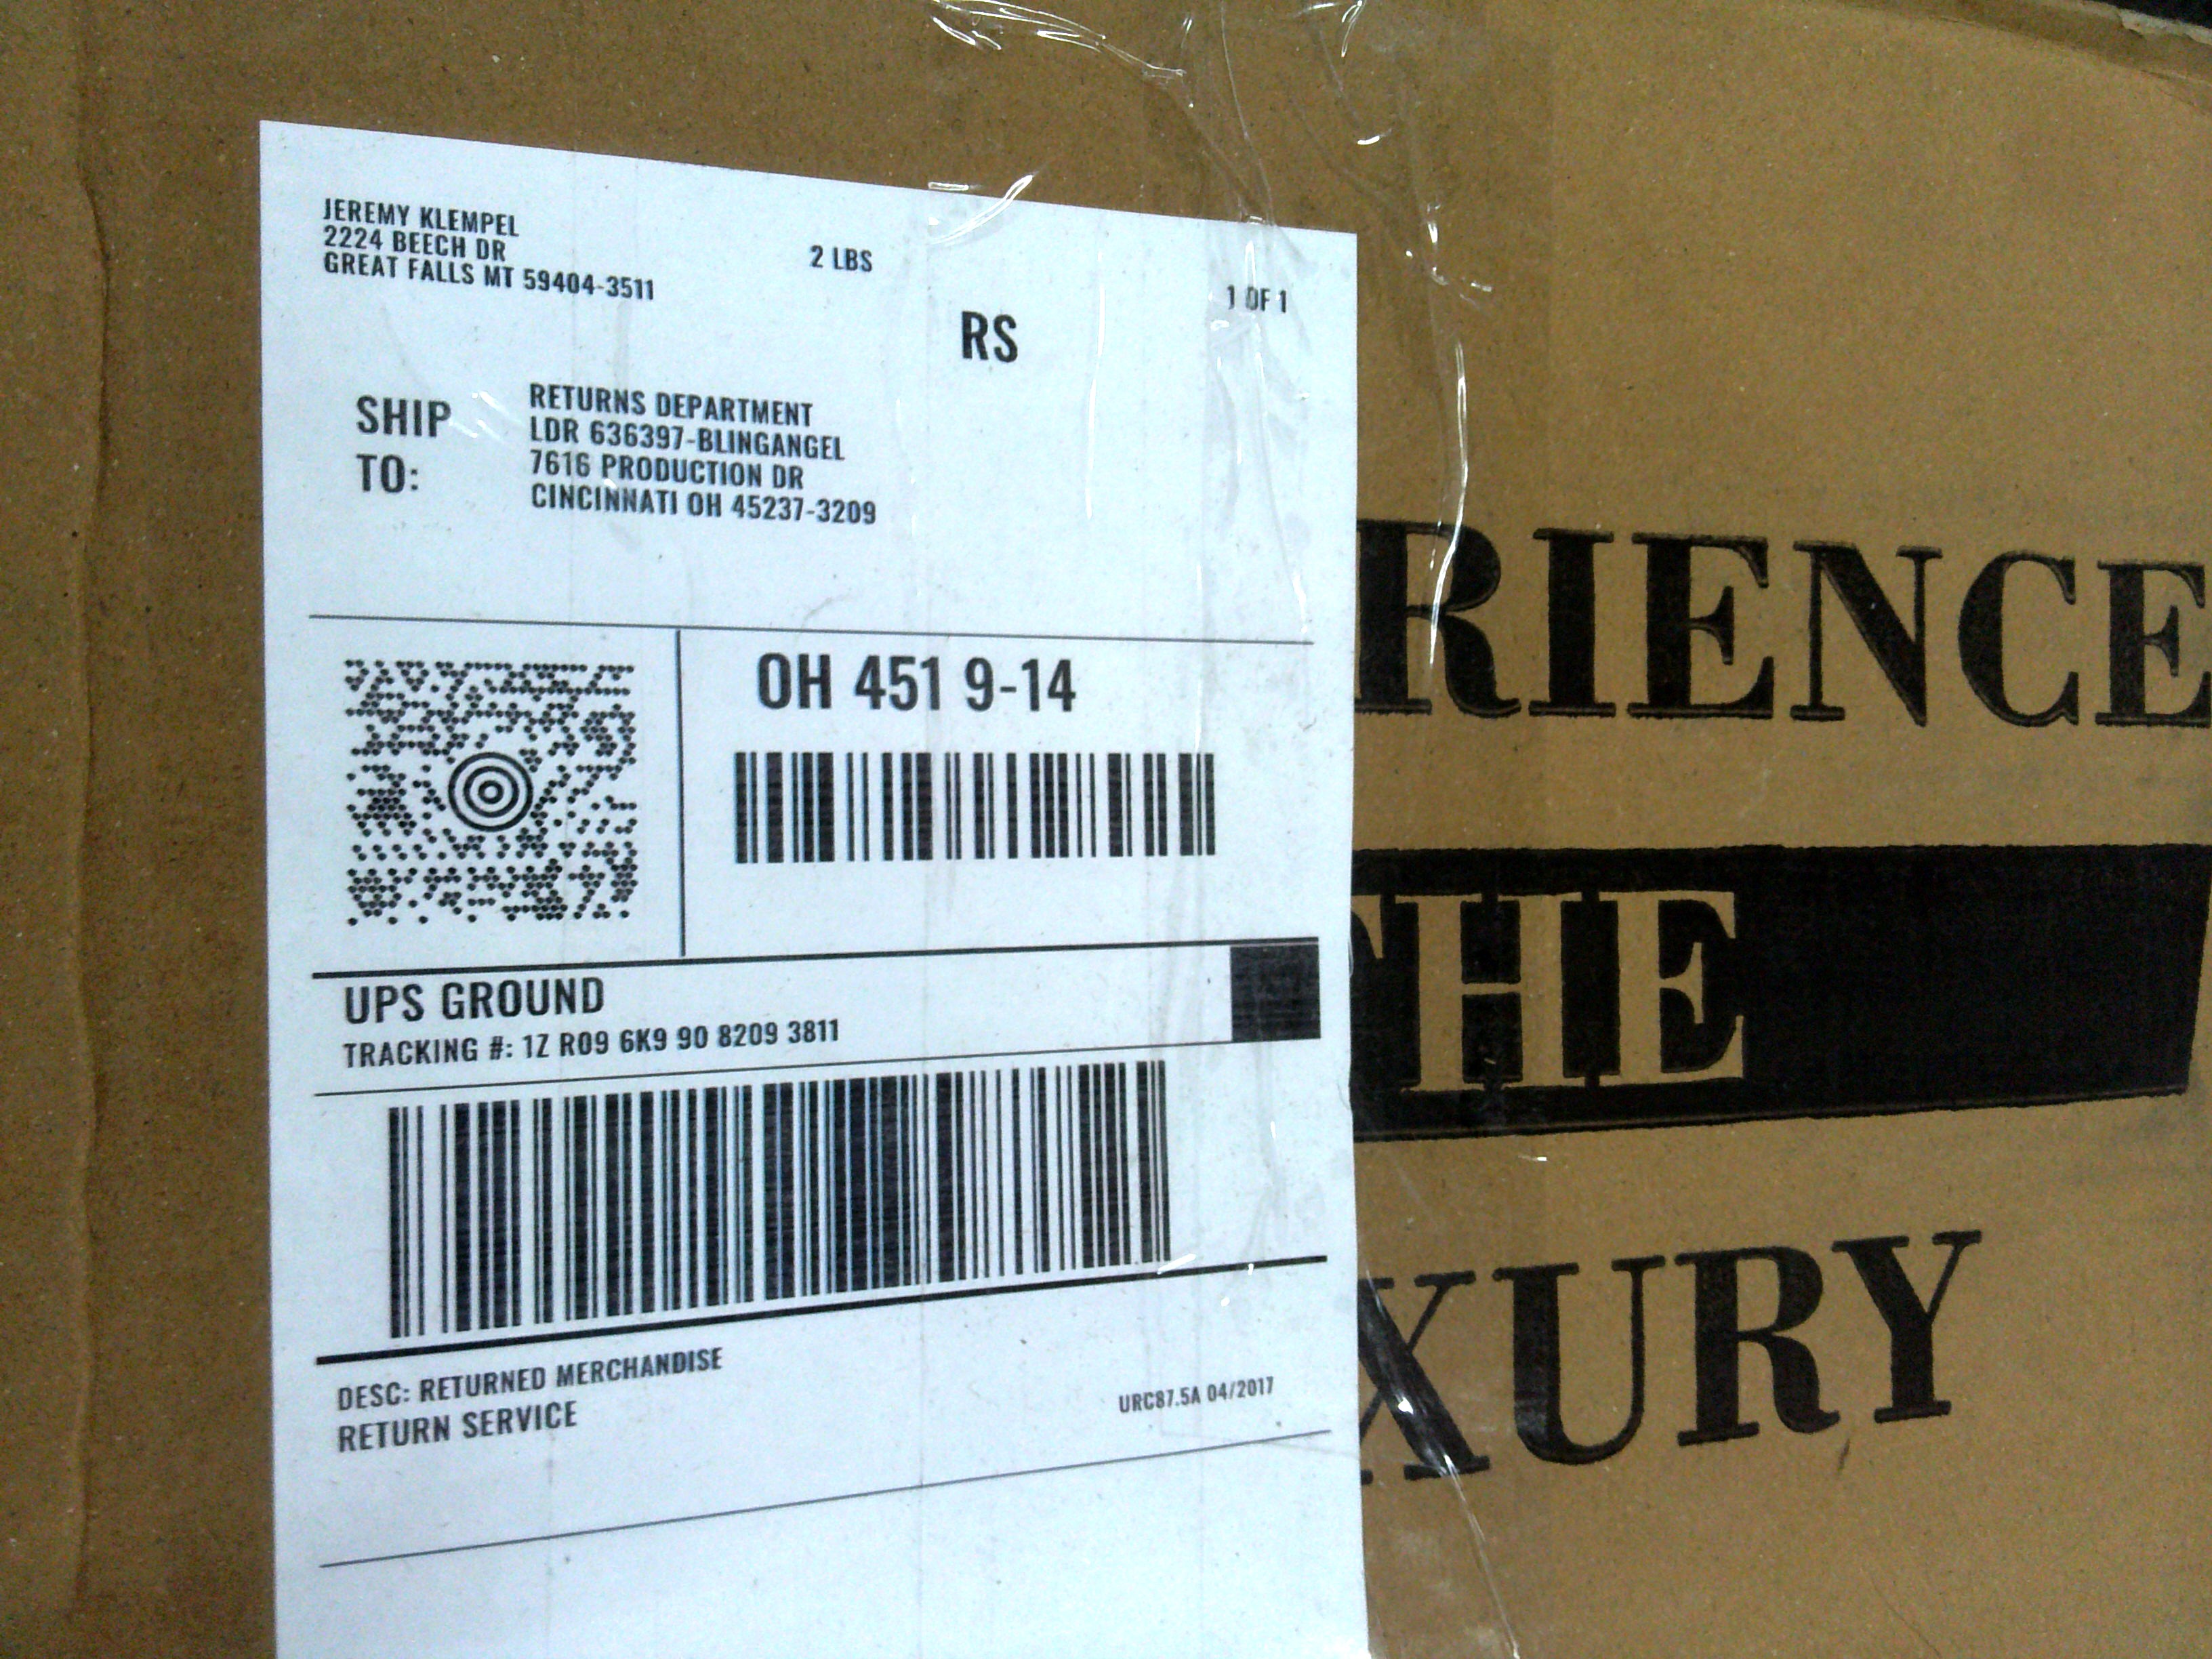 JEREMY KLEMPEL
2224 BEECH DR
GREAT FALLS MT 59404-3511
2 LBS
1 OF 1
RS
SHIP
TO:
RETURNS DEPARTMENT
LDR 636397-BLINGANGEL
7616 PRODUCTION DR
CINCINNATI OH 45237-3209
OH 451 9-14
UPS GROUND
TRACKING #: 1Z R09 6K9 90 8209 3811
DESC: RETURNED MERCHANDISE
RETURN SERVICE
URC87.5A 04/2017
RIENCE
THE
XURY